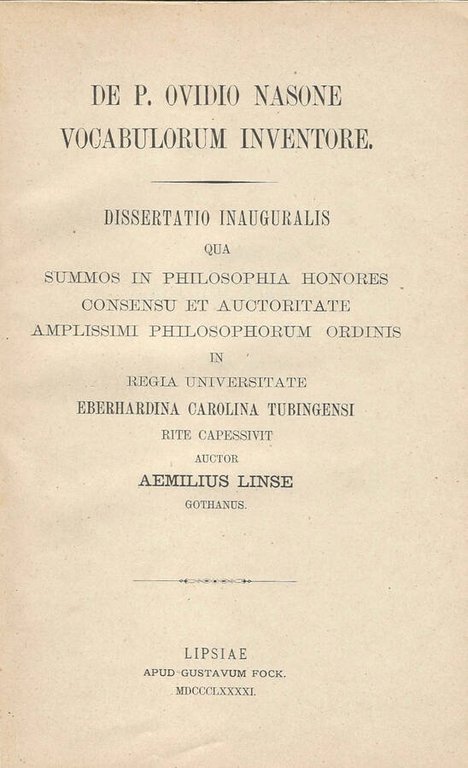 DE P. OVIDIO NASONE
VOCABULORUM INVENTORE.
DISSERTATIO INAUGURALIS
QUA
SUMMOS IN PHILOSOPHIA HONORES
CONSENSU ET AUCTORITATE
AMPLISSIMI PHILOSOPHORUM ORDINIS
IN
REGIA UNIVERSITATE
EBERHARDINA CAROLINA TUBINGENSI
RITE CAPESSIVIT
AUCTOR
AEMILIUS LINSE
GOTHANUS.
LIPSIAE
APUD GUSTAVUM FOCK.
MDCCCLXXXXI.